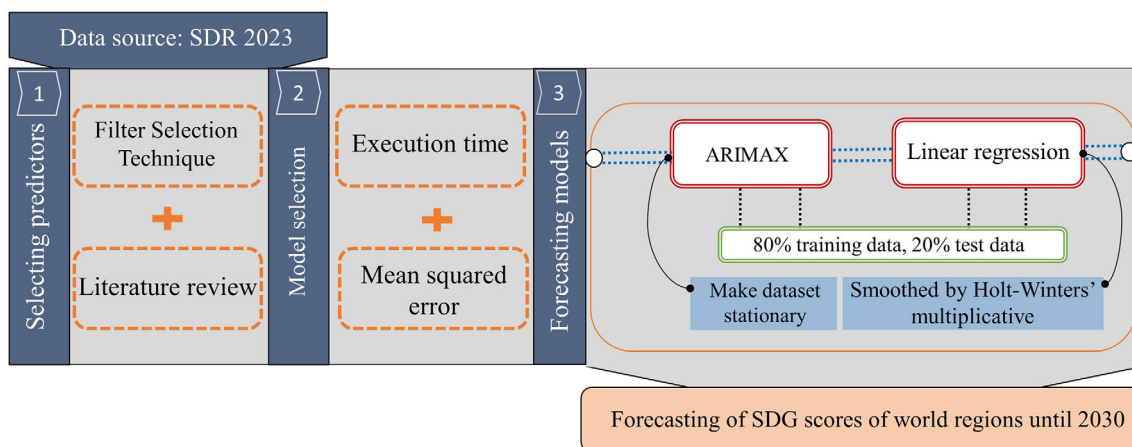 Data source: SDR 2023
1
Selecting predictors
Filter Selection
Technique
Literature review
2
Model selection
Execution time
Mean squared
error
3
Forecasting models
ARIMAX
Linear regression
80% training data, 20% test data
Make dataset
stationary
Smoothed by Holt-Winters’
multiplicative
Forecasting of SDG scores of world regions until 2030